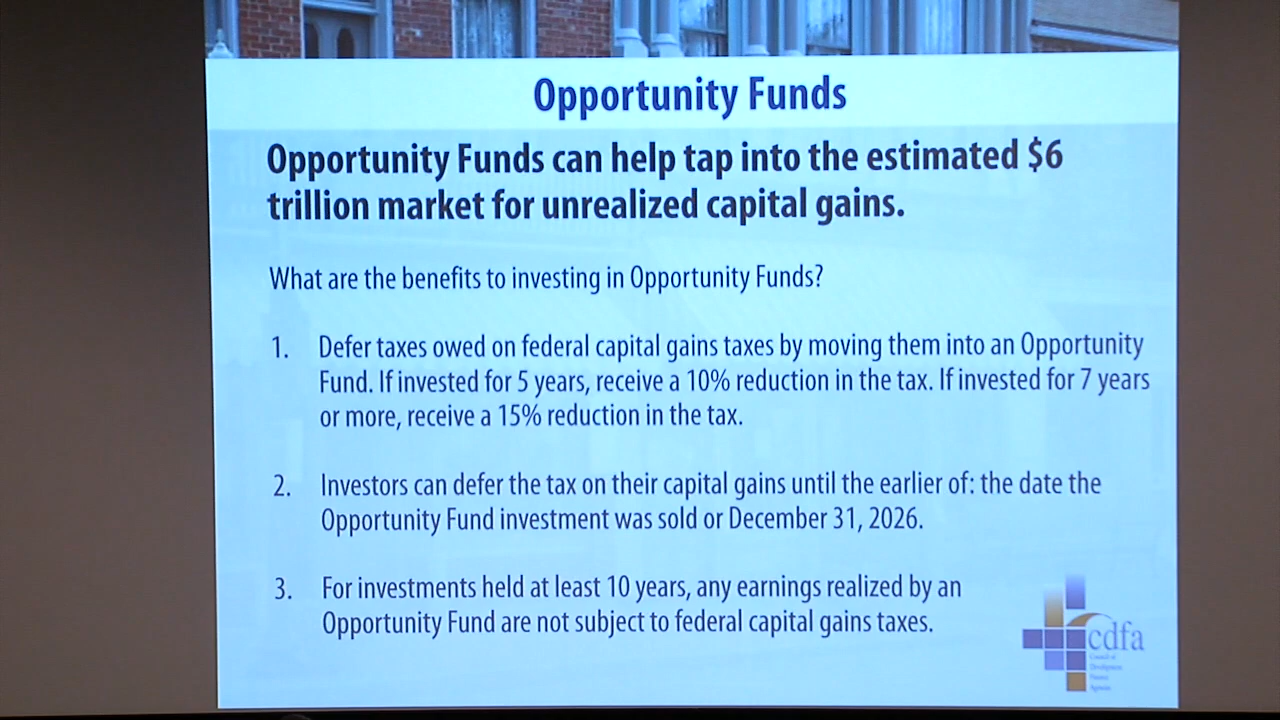 Opportunity Funds
Opportunity Funds can help tap into the estimated $6
trillion market for unrealized capital gains.
What are the benefits to investing in Opportunity Funds?
1. Defer taxes owed on federal capital gains taxes by moving them into an Opportunity
Fund. If invested for 5 years, receive a 10% reduction in the tax. If invested for 7 years
or more, receive a 15% reduction in the tax.
2. Investors can defer the tax on their capital gains until the earlier of: the date the
Opportunity Fund investment was sold or December 31, 2026.
3. For investments held at least 10 years, any earnings realized by an
Opportunity Fund are not subject to federal capital gains taxes.
cdfa